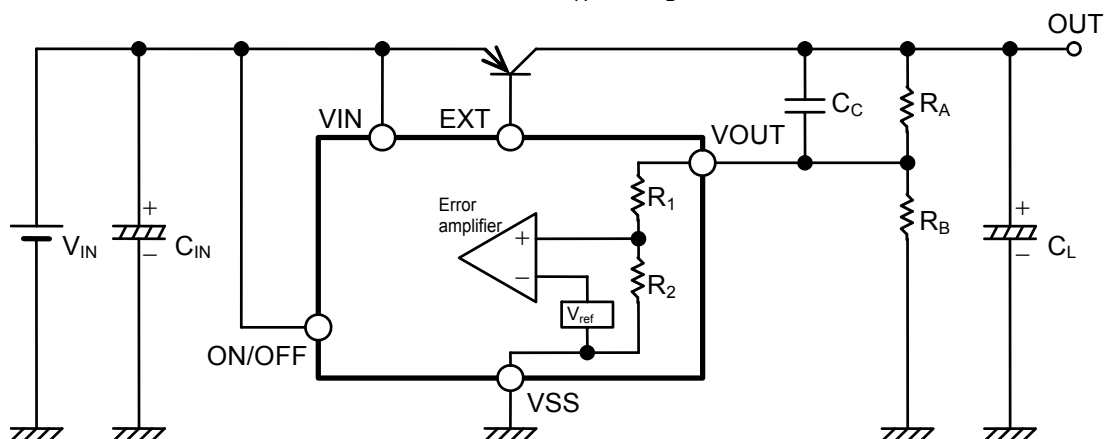 OUT
VIN
EXT
VOUT
C_C
R_A
R_B
R_1
R_2
Error
amplifier
+
−
V_ref
+
−
V_IN
C_IN
+
−
C_L
ON/OFF
VSS